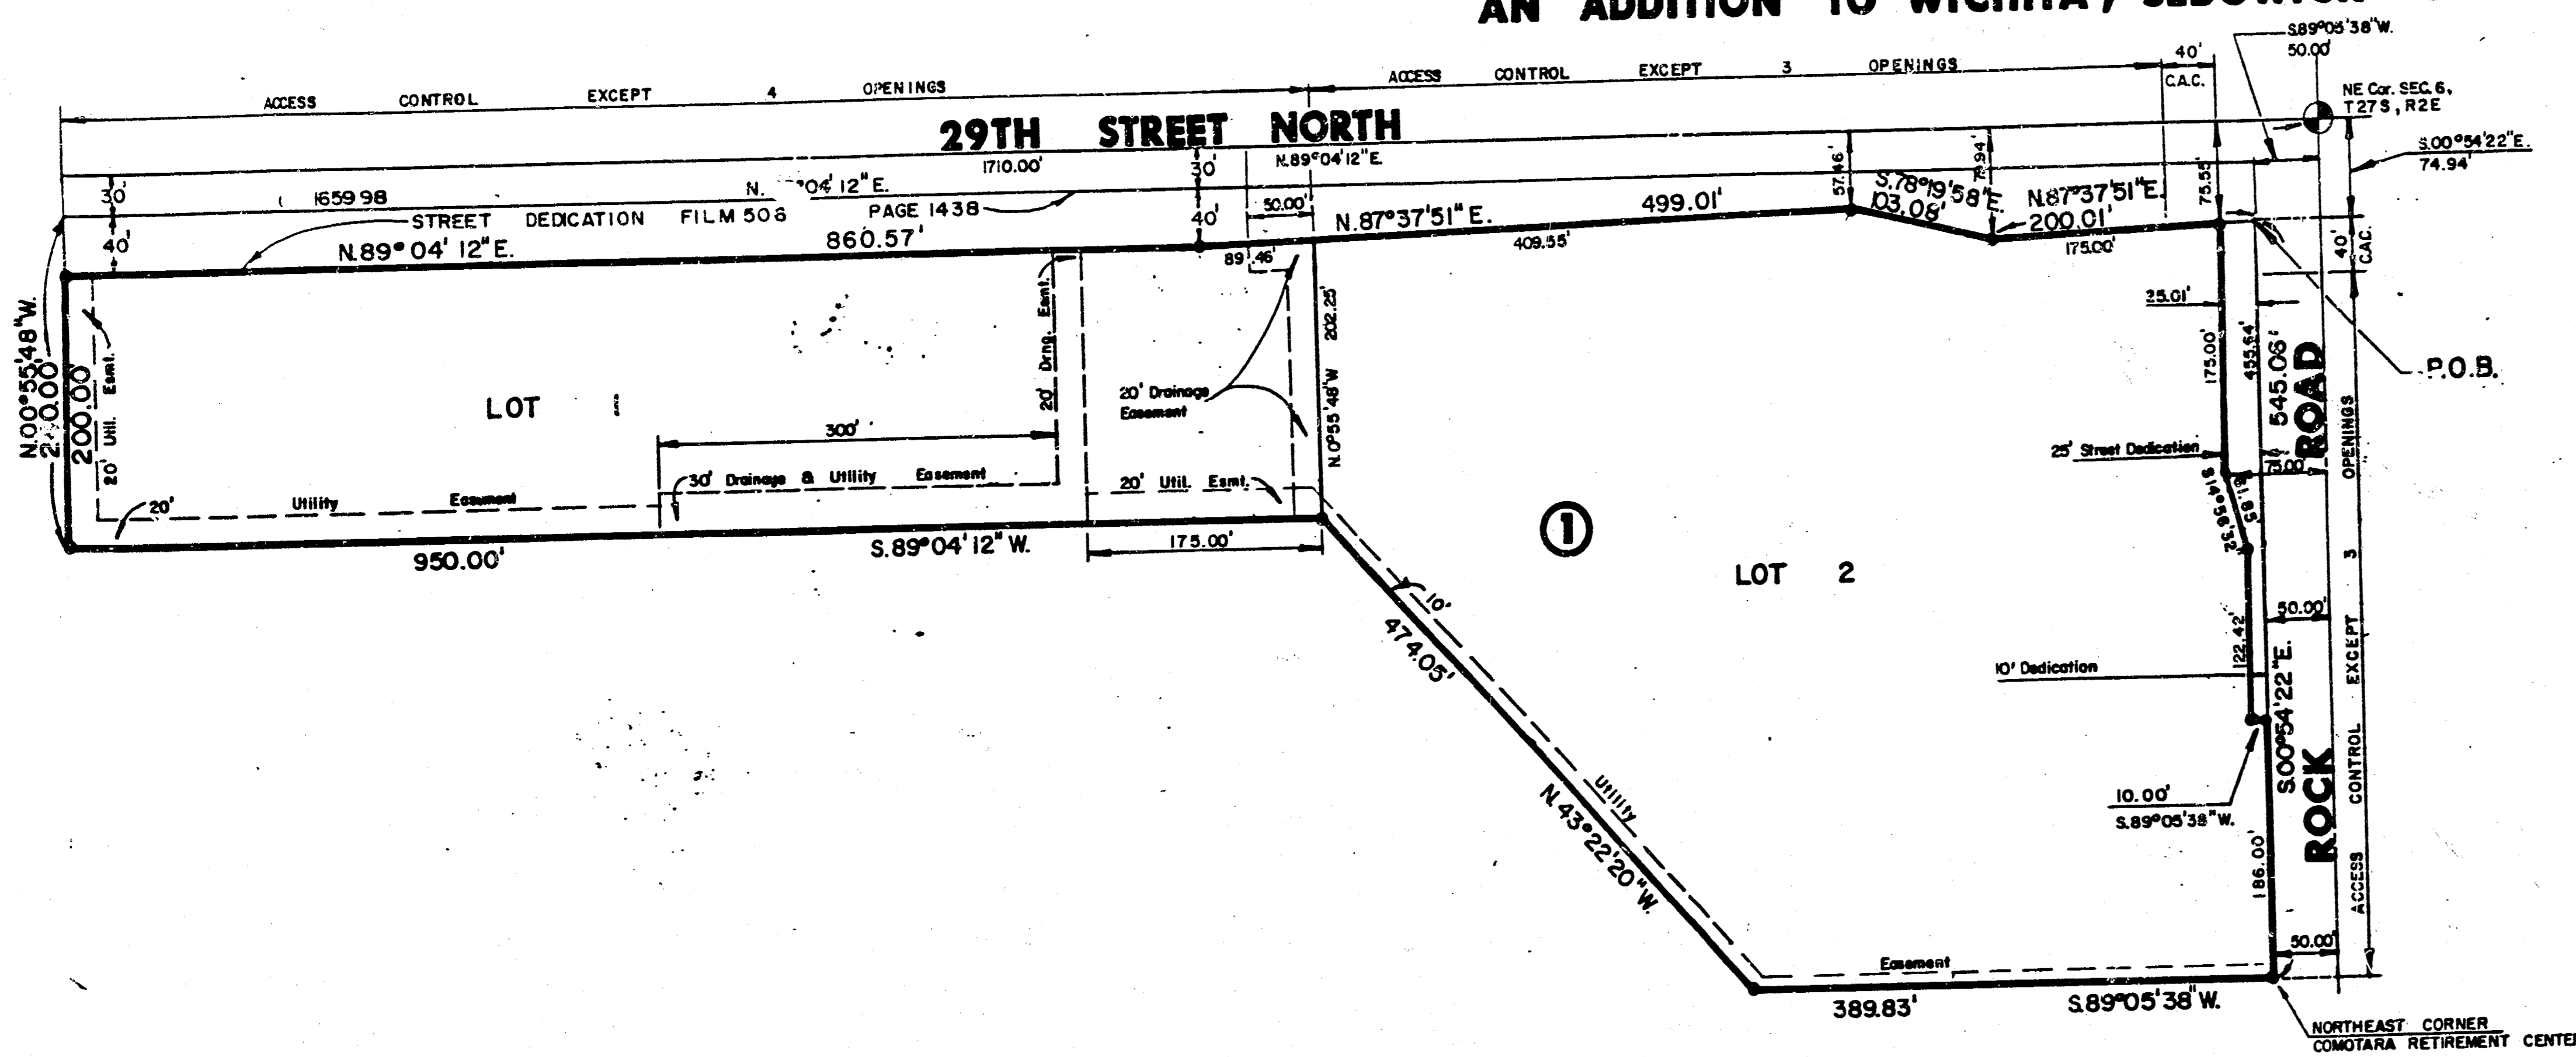 AN ADDITION TO WICHITA, SEDGWICK
S.89°05'38"W.
50.00'
40'
C.A.C.
ACCESS CONTROL EXCEPT 3 OPENINGS
ACCESS CONTROL EXCEPT 4 OPENINGS
NE Cor. SEC. 6,
T27S, R2E
S.00°54'22"E.
74.94'
29TH STREET NORTH
1710.00'
N.89°04'12"E.
30'
30'
1659.98
N. °04'12"E.
STREET DEDICATION FILM 506 PAGE 1438
40'
40'
50.00'
N.89°04'12"E.
860.57'
N.87°37'51"E.
499.01'
409.55'
89.46'
57.46'
S.78°19'58"E.
103.08'
79.94'
N.87°37'51"E.
200.01'
175.00'
75.55'
40'
C.A.C.
25.01'
P.O.B.
N.00°55'48"W.
200.00'
20' Util. Esmt.
LOT
300'
20' Drng. Esmt.
20' Drainage
Easement
N.0°55'48"W 202.25'
175.00'
455.64'
545.06'
ROCK ROAD
25' Street Dedication
75.00'
S14°56'32
61.85
30' Drainage & Utility Easement
20' Util. Esmt.
20' Utility Easement
950.00'
S.89°04'12"W.
175.00'
1
LOT 2
10'
474.05'
N.43°22'20"W.
Utility
50.00'
122.42'
10' Dedication
S.00°54'22"E.
ACCESS CONTROL EXCEPT 3 OPENINGS
10.00'
S.89°05'38"W.
186.00'
50.00'
Easement
389.83'
S.89°05'38"W.
NORTHEAST CORNER
COMOTARA RETIREMENT CENTE